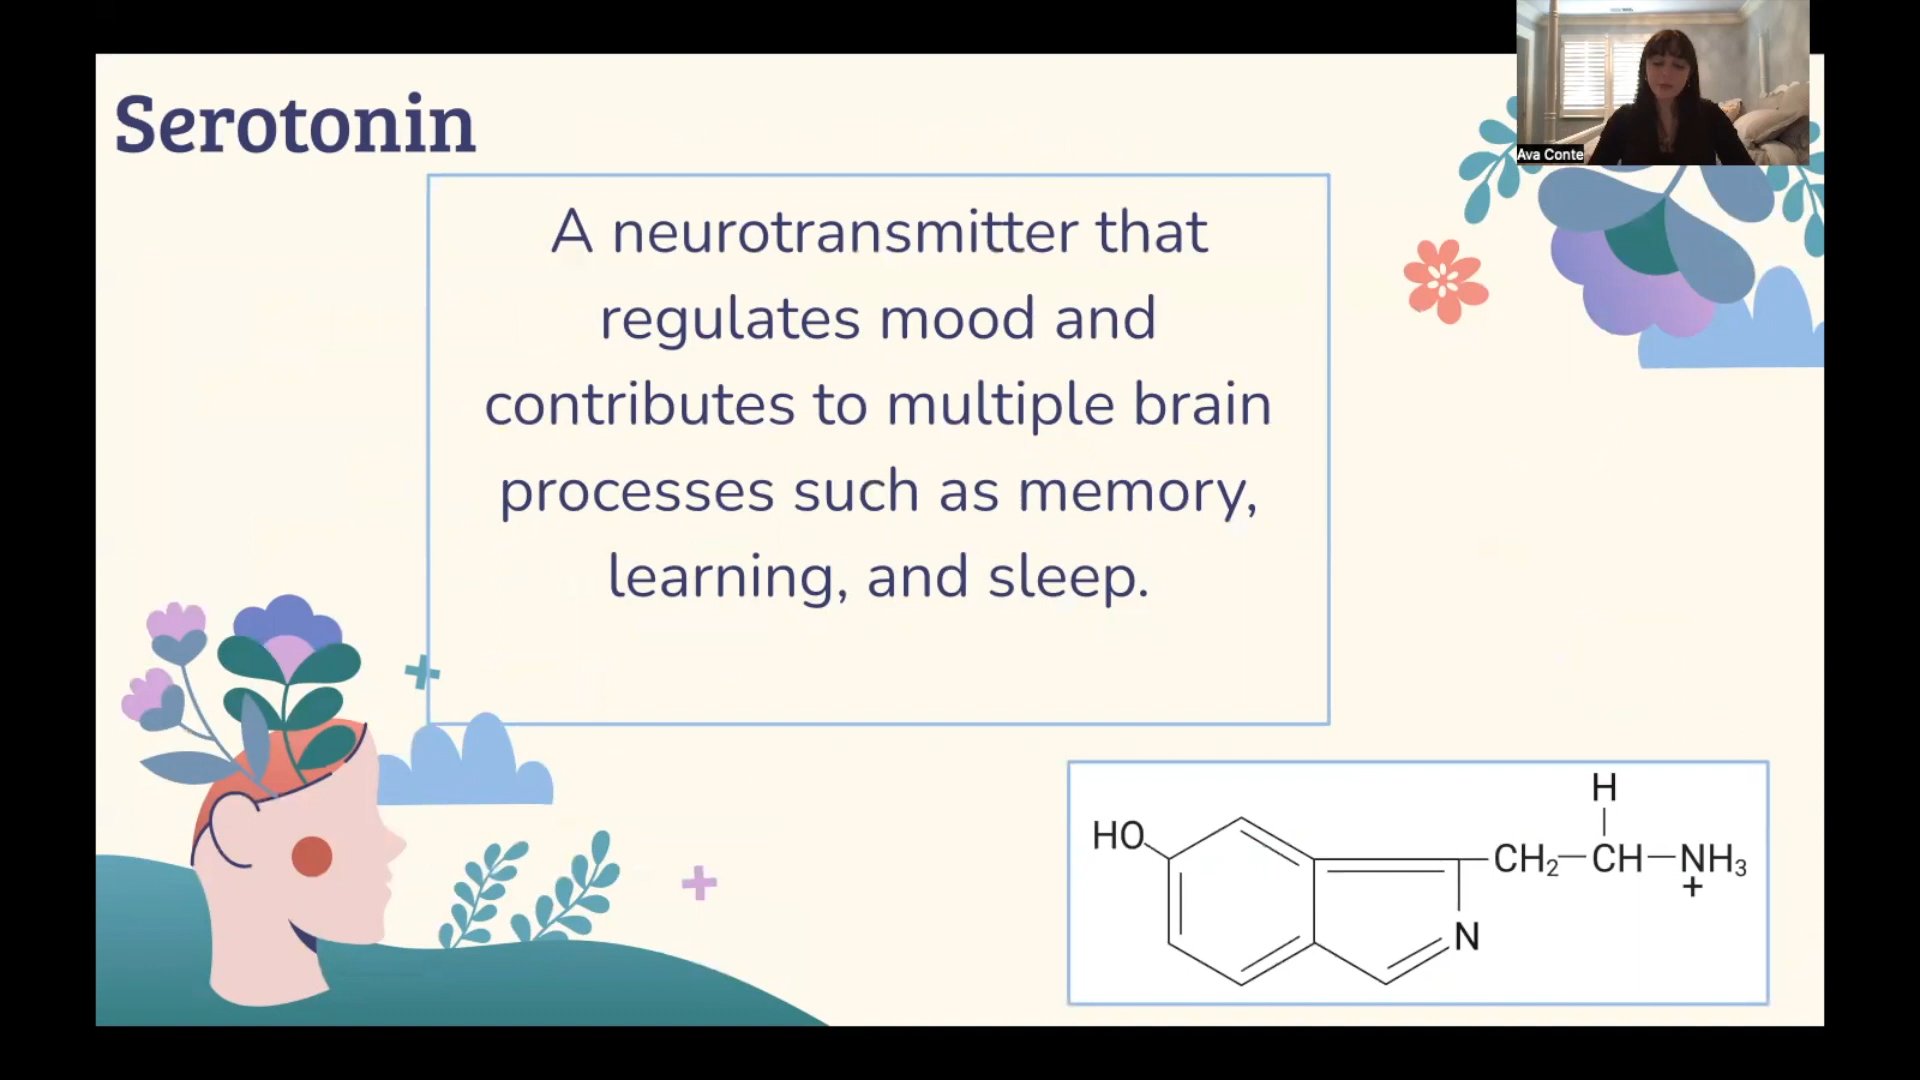 Serotonin
Ava Conte
A neurotransmitter that
regulates mood and
contributes to multiple brain
processes such as memory,
learning, and sleep.
H
HO
CH₂—CH—NH₃
+
N